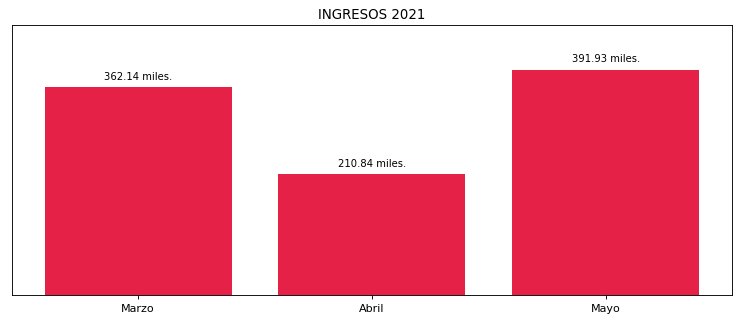 INGRESOS 2021
362.14 miles.
210.84 miles.
391.93 miles.
Marzo
Abril
Mayo